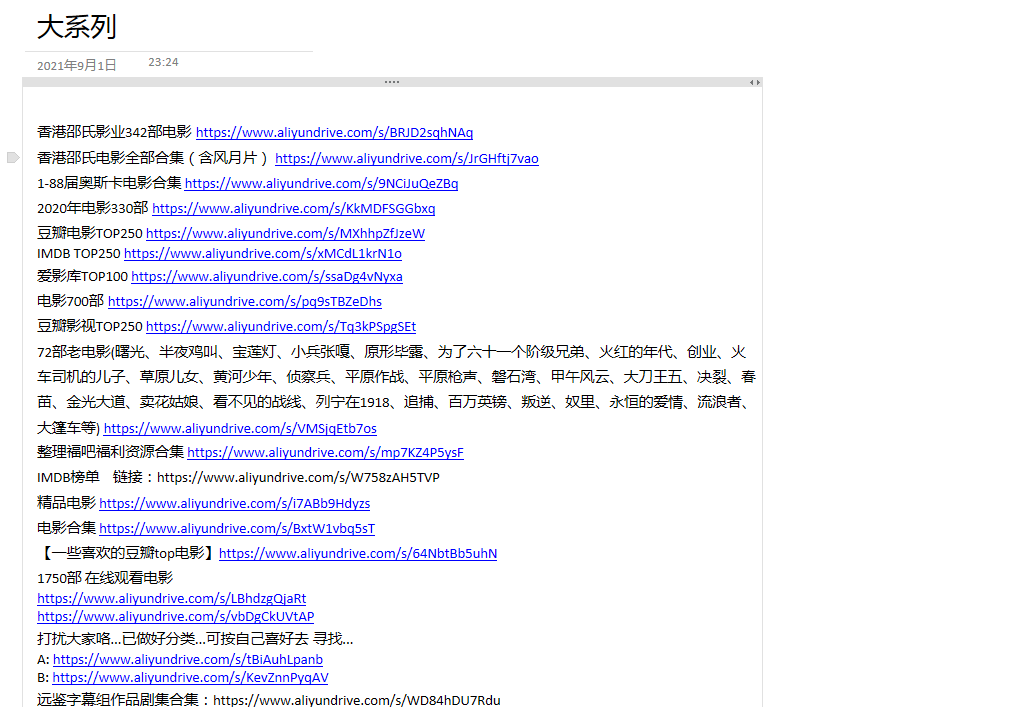 大系列
2021年9月1日 23:24
香港邵氏影业342部电影 https://www.aliyundrive.com/s/BRJD2sqhNAq
香港邵氏电影全部合集（含风月片） https://www.aliyundrive.com/s/JrGHftj7vao
1-88届奥斯卡电影合集 https://www.aliyundrive.com/s/9NCiJuQeZBq
2020年电影330部 https://www.aliyundrive.com/s/KkMDFSGGbxq
豆瓣电影TOP250 https://www.aliyundrive.com/s/MXhhpZfJzeW
IMDB TOP250 https://www.aliyundrive.com/s/xMCdL1krN1o
爱影库TOP100 https://www.aliyundrive.com/s/ssaDg4vNyxa
电影700部 https://www.aliyundrive.com/s/pq9sTBZeDhs
豆瓣影视TOP250 https://www.aliyundrive.com/s/Tq3kPSpgSEt
72部老电影(曙光、半夜鸡叫、宝莲灯、小兵张嘎、原形毕露、为了六十一个阶级兄弟、火红的年代、创业、火
车司机的儿子、草原儿女、黄河少年、侦察兵、平原作战、平原枪声、磐石湾、甲午风云、大刀王五、决裂、春
苗、金光大道、卖花姑娘、看不见的战线、列宁在1918、追捕、百万英镑、叛逆、奴里、永恒的爱情、流浪者、
大篷车等) https://www.aliyundrive.com/s/VMSjqEtb7os
整理福吧福利资源合集 https://www.aliyundrive.com/s/mp7KZ4P5ysF
IMDB榜单 链接：https://www.aliyundrive.com/s/W758zAH5TVP
精品电影 https://www.aliyundrive.com/s/i7ABb9Hdyzs
电影合集 https://www.aliyundrive.com/s/BxtW1vbq5sT
【一些喜欢的豆瓣top电影】https://www.aliyundrive.com/s/64NbtBb5uhN
1750部 在线观看电影
https://www.aliyundrive.com/s/LBhdzgQjaRt
https://www.aliyundrive.com/s/vbDgCkUVtAP
打扰大家咯...已做好分类...可按自己喜好去 寻找...
A: https://www.aliyundrive.com/s/tBiAuhLpanb
B: https://www.aliyundrive.com/s/KevZnnPyqAV
远鉴字幕组作品剧集合集：https://www.aliyundrive.com/s/WD84hDU7Rdu